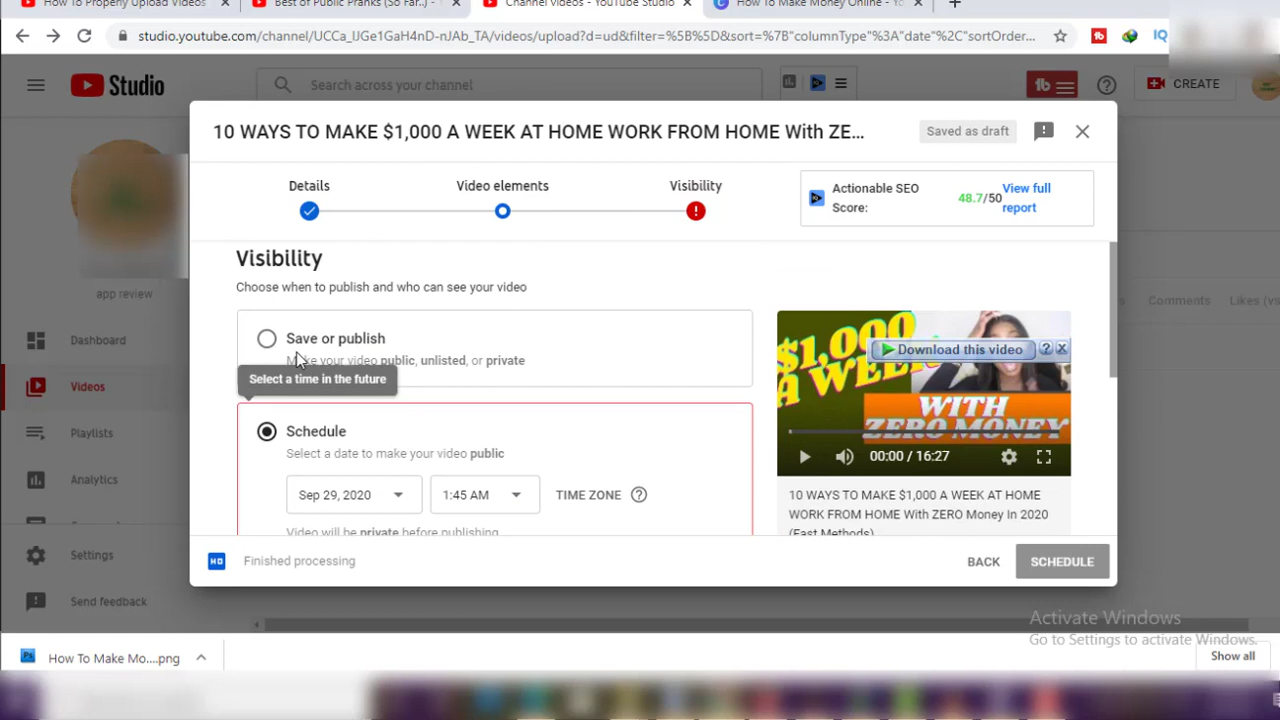 How To Properly Upload Videos
Best of Public Pranks (So Far..)
Channel videos - YouTube Studio
How To Make Money Online -
studio.youtube.com/channel/UCCa_IJGe1GaH4nD-nJAb_TA/videos/upload?d=ud&filter=%5B%5D&sort=%7B"columnType"%3A"date"%2C"sortOrder...
Studio
Search across your channel
CREATE
10 WAYS TO MAKE $1,000 A WEEK AT HOME WORK FROM HOME With ZE...
Saved as draft
Details
Video elements
Visibility
Actionable SEO
Score:
48.7/50
View full
report
Visibility
Choose when to publish and who can see your video
Save or publish
Make your video public, unlisted, or private
Select a time in the future
Schedule
Select a date to make your video public
Sep 29, 2020
1:45 AM
TIME ZONE
Video will be private before publishing
$1,000
A WEEK
Download this video
WITH
ZERO MONEY
00:00 / 16:27
10 WAYS TO MAKE $1,000 A WEEK AT HOME
WORK FROM HOME With ZERO Money In 2020
(Fast Methods)
HD
Finished processing
BACK
SCHEDULE
app review
Dashboard
Videos
Playlists
Analytics
Settings
Send feedback
Comments
Likes (vs
Activate Windows
Go to Settings to activate Windows.
How To Make Mo....png
Show all